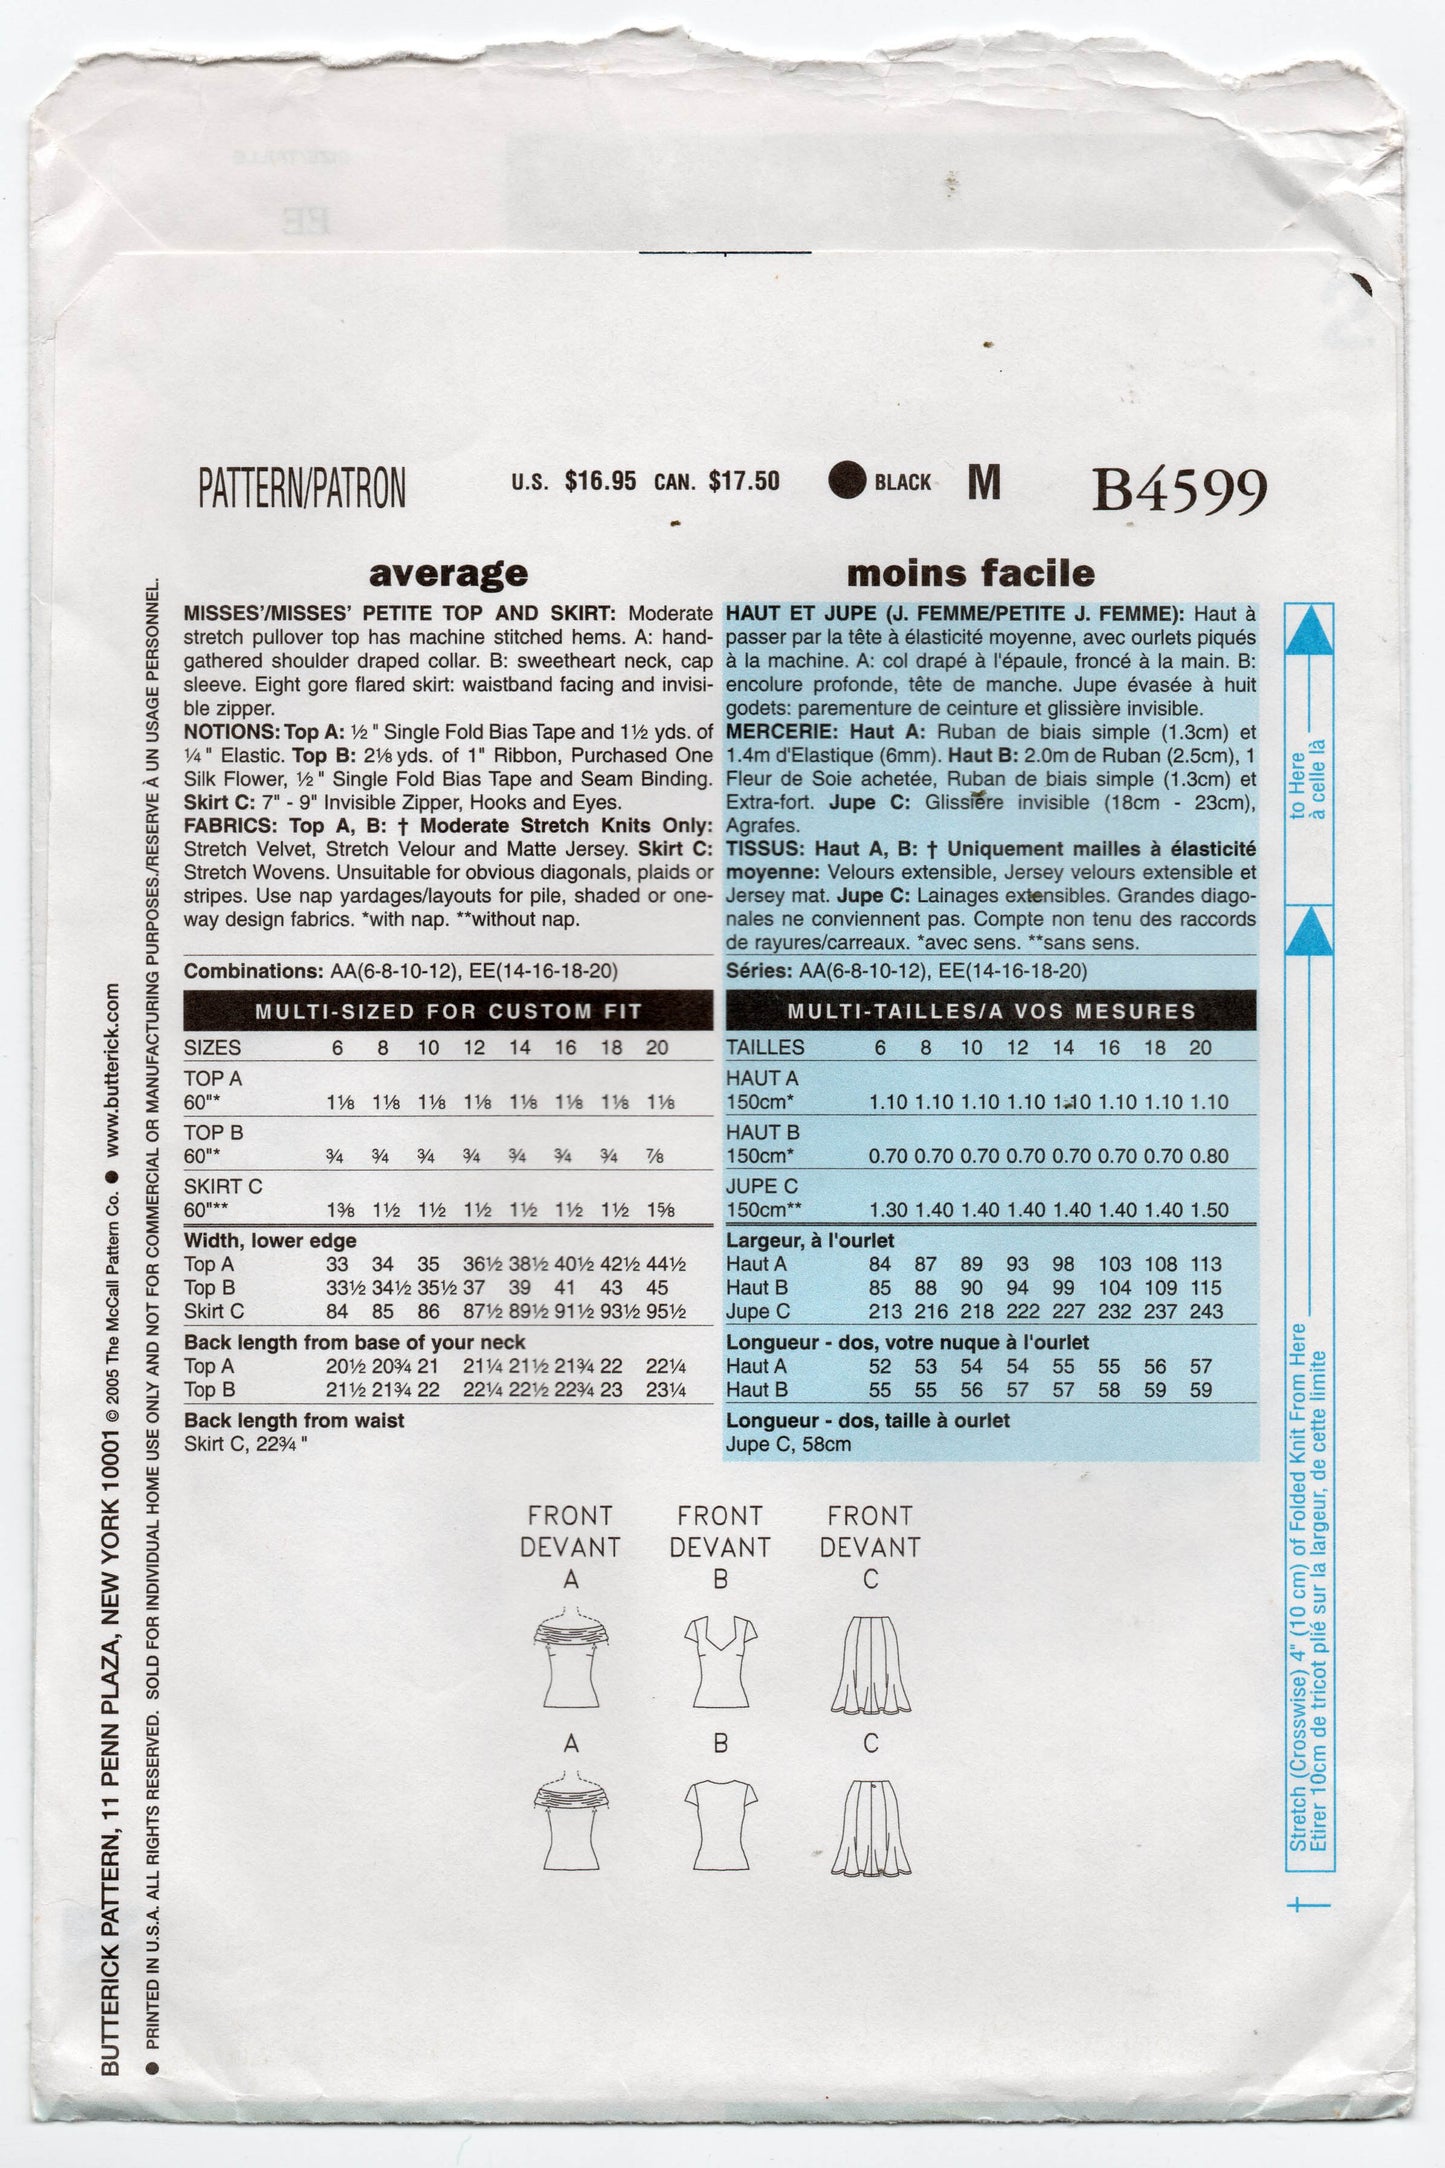 SIZE/TAILLE
EE
PATTERN/PATRON
U.S. $16.95 CAN. $17.50
BLACK
M
B4599
average
MISSES'/MISSES' PETITE TOP AND SKIRT: Moderate
stretch pullover top has machine stitched hems. A: hand-
gathered shoulder draped collar. B: sweetheart neck, cap
sleeve. Eight gore flared skirt: waistband facing and invisi-
ble zipper.
NOTIONS: Top A: ½" Single Fold Bias Tape and 1½ yds. of
¼" Elastic. Top B: 2⅛ yds. of 1" Ribbon, Purchased One
Silk Flower, ½" Single Fold Bias Tape and Seam Binding.
Skirt C: 7" - 9" Invisible Zipper, Hooks and Eyes.
FABRICS: Top A, B: † Moderate Stretch Knits Only:
Stretch Velvet, Stretch Velour and Matte Jersey. Skirt C:
Stretch Wovens. Unsuitable for obvious diagonals, plaids or
stripes. Use nap yardages/layouts for pile, shaded or one-
way design fabrics. *with nap. **without nap.
Combinations: AA(6-8-10-12), EE(14-16-18-20)
MULTI-SIZED FOR CUSTOM FIT
SIZES 6 8 10 12 14 16 18 20
TOP A
60"* 1⅛ 1⅛ 1⅛ 1⅛ 1⅛ 1⅛ 1⅛ 1⅛
TOP B
60"* ¾ ¾ ¾ ¾ ¾ ¾ ¾ ⅞
SKIRT C
60"** 1⅜ 1½ 1½ 1½ 1½ 1½ 1½ 1⅝
Width, lower edge
Top A 33 34 35 36½ 38½ 40½ 42½ 44½
Top B 33½ 34½ 35½ 37 39 41 43 45
Skirt C 84 85 86 87½ 89½ 91½ 93½ 95½
Back length from base of your neck
Top A 20½ 20¾ 21 21¼ 21½ 21¾ 22 22¼
Top B 21½ 21¾ 22 22¼ 22½ 22¾ 23 23¼
Back length from waist
Skirt C, 22¾"
moins facile
HAUT ET JUPE (J. FEMME/PETITE J. FEMME): Haut à
passer par la tête à élasticité moyenne, avec ourlets piqués
à la machine. A: col drapé à l'épaule, froncé à la main. B:
encolure profonde, tête de manche. Jupe évasée à huit
godets: parementure de ceinture et glissière invisible.
MERCERIE: Haut A: Ruban de biais simple (1.3cm) et
1.4m d'Elastique (6mm). Haut B: 2.0m de Ruban (2.5cm), 1
Fleur de Soie achetée, Ruban de biais simple (1.3cm) et
Extra-fort. Jupe C: Glissière invisible (18cm - 23cm),
Agrafes.
TISSUS: Haut A, B: † Uniquement mailles à élasticité
moyenne: Velours extensible, Jersey velours extensible et
Jersey mat. Jupe C: Lainages extensibles. Grandes diago-
nales ne conviennent pas. Compte non tenu des raccords
de rayures/carreaux. *avec sens. **sans sens.
Séries: AA(6-8-10-12), EE(14-16-18-20)
MULTI-TAILLES/A VOS MESURES
TAILLES 6 8 10 12 14 16 18 20
HAUT A
150cm* 1.10 1.10 1.10 1.10 1.10 1.10 1.10 1.10
HAUT B
150cm* 0.70 0.70 0.70 0.70 0.70 0.70 0.70 0.80
JUPE C
150cm** 1.30 1.40 1.40 1.40 1.40 1.40 1.40 1.50
Largeur, à l'ourlet
Haut A 84 87 89 93 98 103 108 113
Haut B 85 88 90 94 99 104 109 115
Jupe C 213 216 218 222 227 232 237 243
Longueur - dos, votre nuque à l'ourlet
Haut A 52 53 54 54 55 55 56 57
Haut B 55 55 56 57 57 58 59 59
Longueur - dos, taille à ourlet
Jupe C, 58cm
FRONT FRONT FRONT
DEVANT DEVANT DEVANT
A B C
A B C
BUTTERICK PATTERN, 11 PENN PLAZA, NEW YORK 10001 © 2005 The McCall Pattern Co. ● www.butterick.com
● PRINTED IN U.S.A. ALL RIGHTS RESERVED. SOLD FOR INDIVIDUAL HOME USE ONLY AND NOT FOR COMMERCIAL OR MANUFACTURING PURPOSES./RESERVE À UN USAGE PERSONNEL.
† Stretch (Crosswise) 4" (10 cm) of Folded Knit From Here
Etirer 10cm de tricot plié sur la largeur, de cette limite
to Here
à celle là